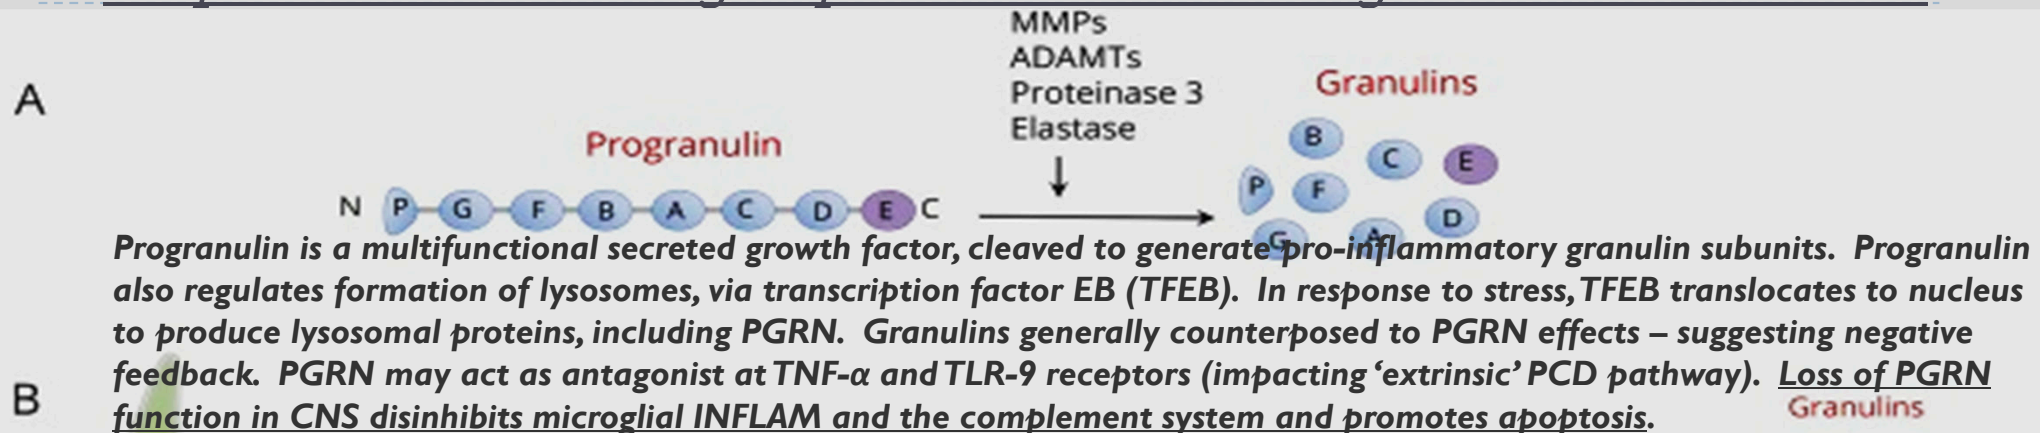 MMPs
ADAMTs
Proteinase 3
Elastase
A
Granulins
Progranulin
B
C
E
P
F
D
G
A
N P G F B A C D E C
Progranulin is a multifunctional secreted growth factor, cleaved to generate pro-inflammatory granulin subunits. Progranulin
also regulates formation of lysosomes, via transcription factor EB (TFEB). In response to stress, TFEB translocates to nucleus
to produce lysosomal proteins, including PGRN. Granulins generally counterposed to PGRN effects – suggesting negative
feedback. PGRN may act as antagonist at TNF-α and TLR-9 receptors (impacting ‘extrinsic’ PCD pathway). Loss of PGRN
function in CNS disinhibits microglial INFLAM and the complement system and promotes apoptosis.
B
Granulins